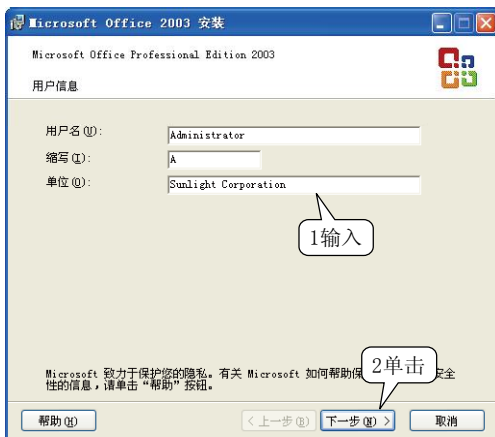 Microsoft Office 2003 安装
Microsoft Office Professional Edition 2003
用户信息
用户名(U):
Administrator
缩写(I):
A
单位(O):
Sunlight Corporation
1输入
Microsoft 致力于保护您的隐私。有关 Microsoft 如何帮助保
安全
性的信息，请单击“帮助”按钮。
2单击
帮助(H)
< 上一步(B)
下一步(N) >
取消